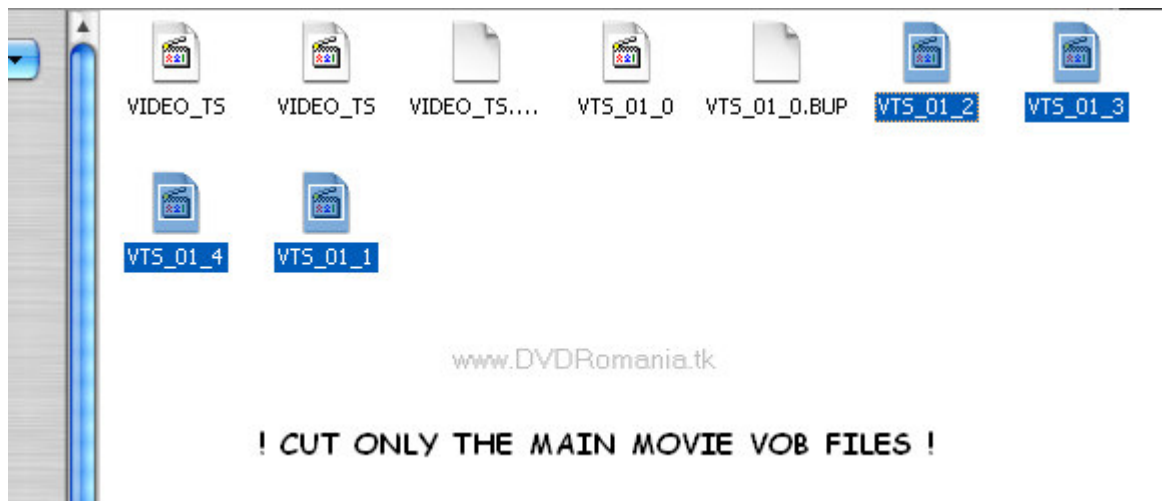 VIDEO_TS VIDEO_TS VIDEO_TS.... VTS_01_0 VTS_01_0.BUP VTS_01_2 VTS_01_3
VTS_01_4 VTS_01_1
www.DVDRomania.tk
! CUT ONLY THE MAIN MOVIE VOB FILES !